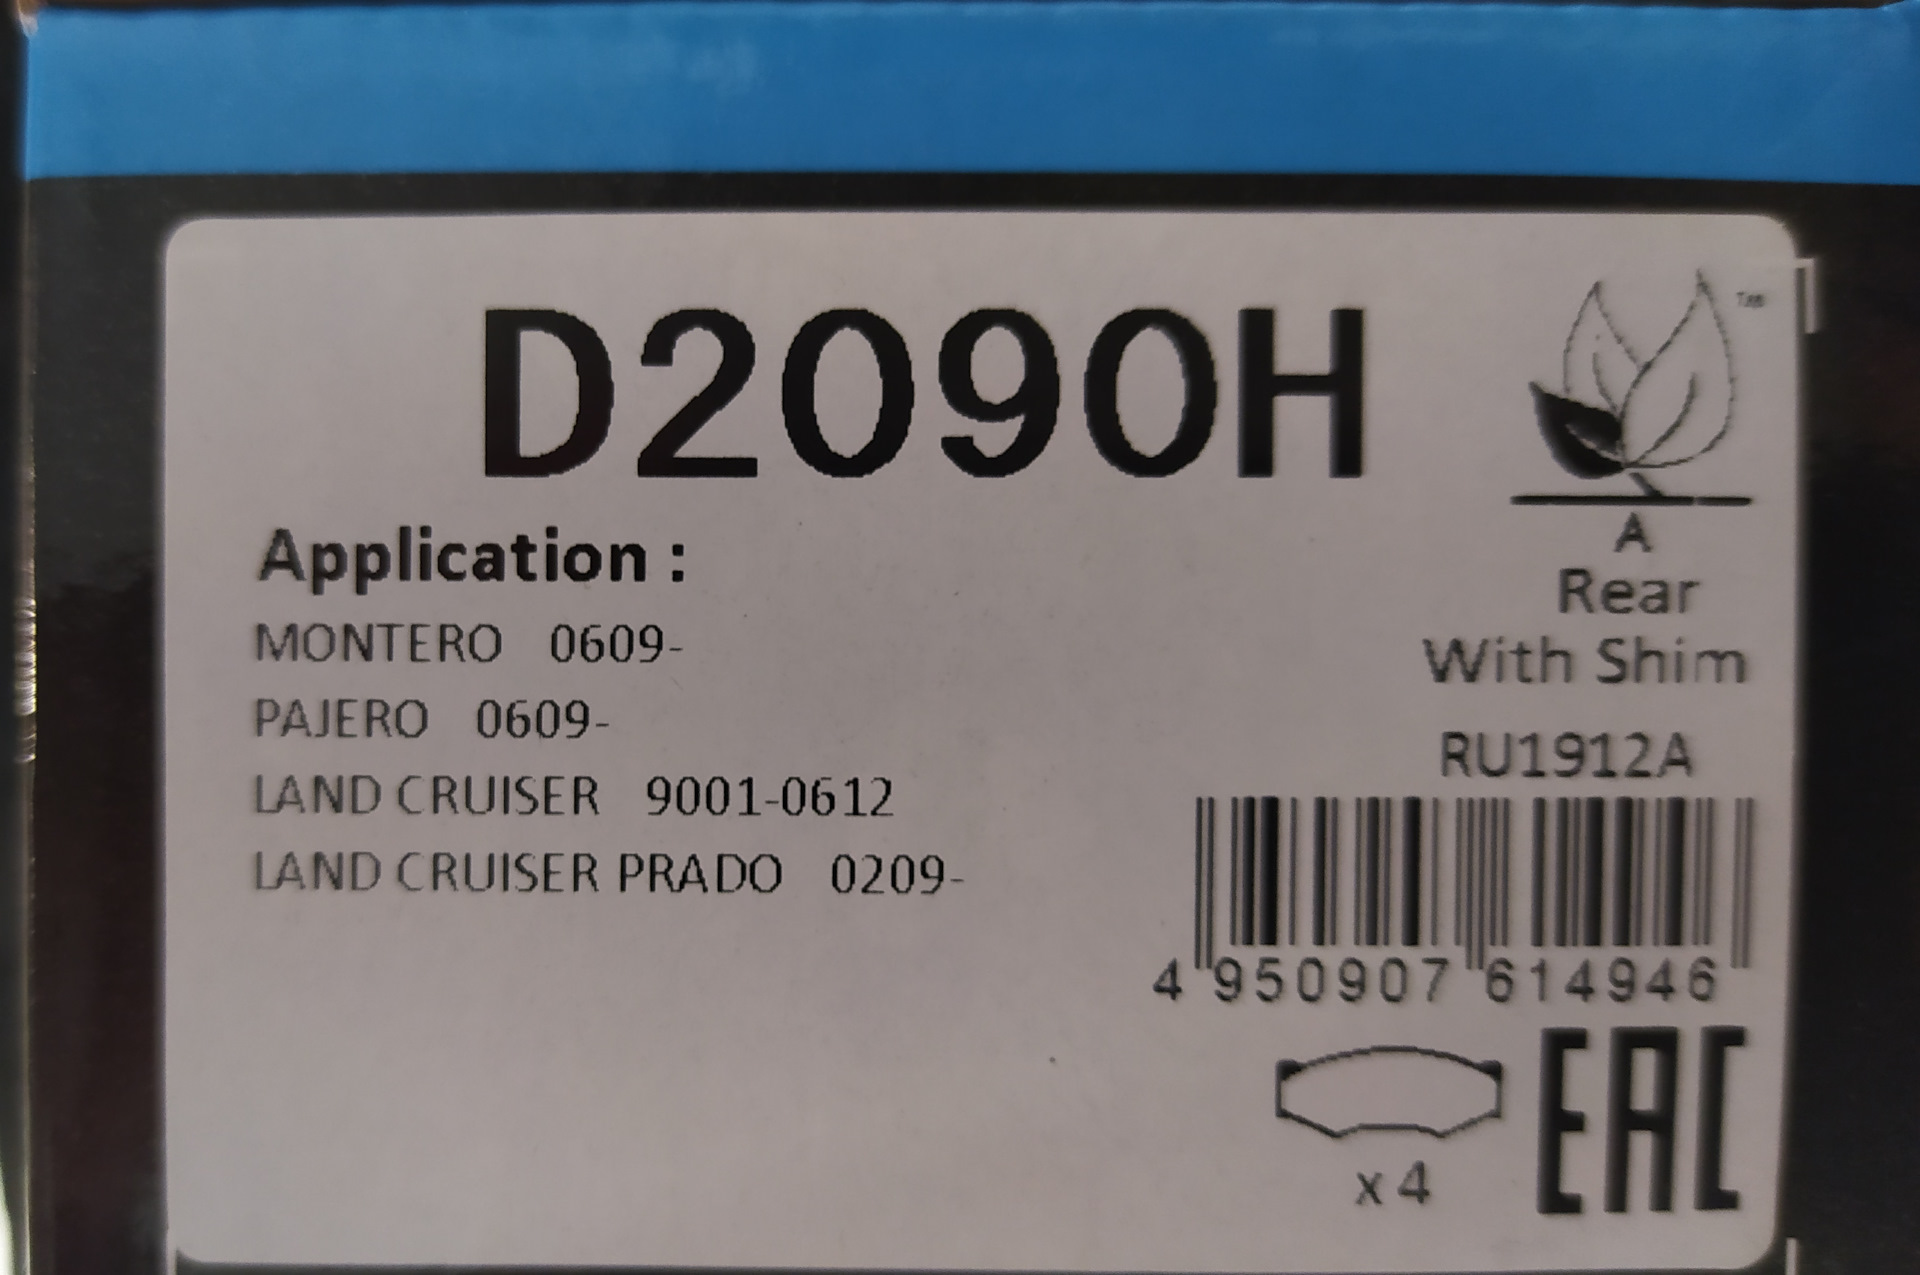 D2090H
TM
A
Rear
With Shim
Application :
MONTERO 0609-
PAJERO 0609-
LAND CRUISER 9001-0612
LAND CRUISER PRADO 0209-
RU1912A
4 950907 614946
x 4
EAC